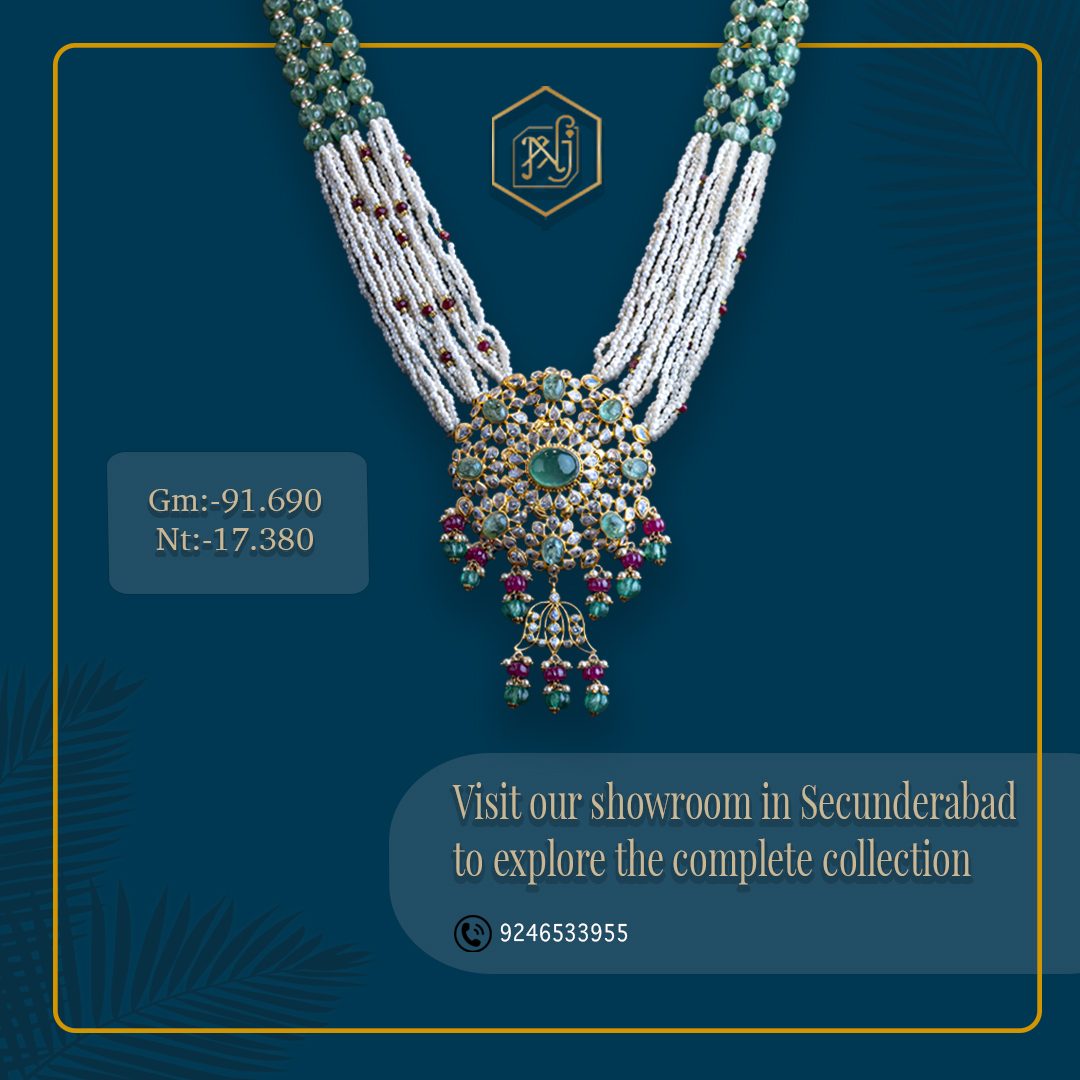 Gm:-91.690
Nt:-17.380
Visit our showroom in Secunderabad
to explore the complete collection
9246533955